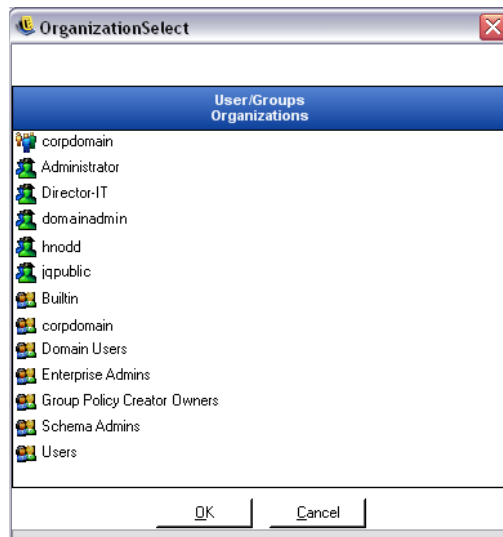 OrganizationSelect
User/Groups
Organizations
corpdomain
Administrator
Director-IT
domainadmin
hnodd
jqpublic
Builtin
corpdomain
Domain Users
Enterprise Admins
Group Policy Creator Owners
Schema Admins
Users
OK Cancel